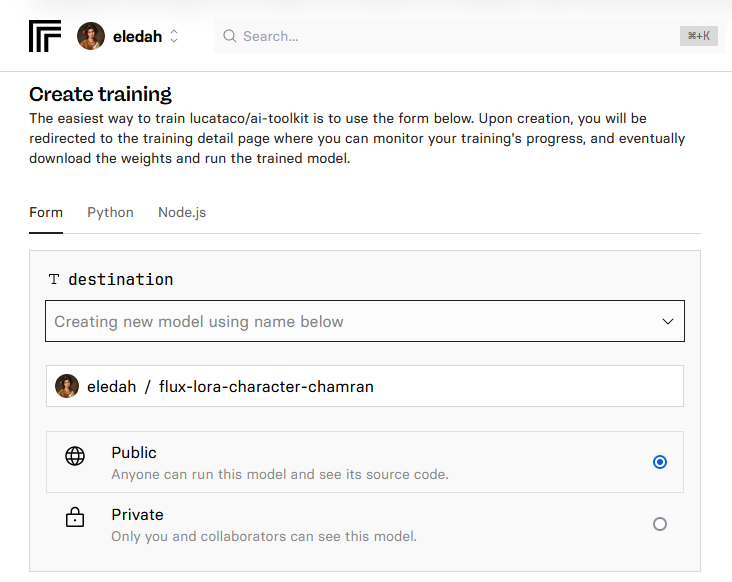 eledah
Search...
⌘+K
Create training
The easiest way to train lucataco/ai-toolkit is to use the form below. Upon creation, you will be
redirected to the training detail page where you can monitor your training's progress, and eventually
download the weights and run the trained model.
Form Python Node.js
T destination
Creating new model using name below
eledah / flux-lora-character-chamran
Public
Anyone can run this model and see its source code.
Private
Only you and collaborators can see this model.